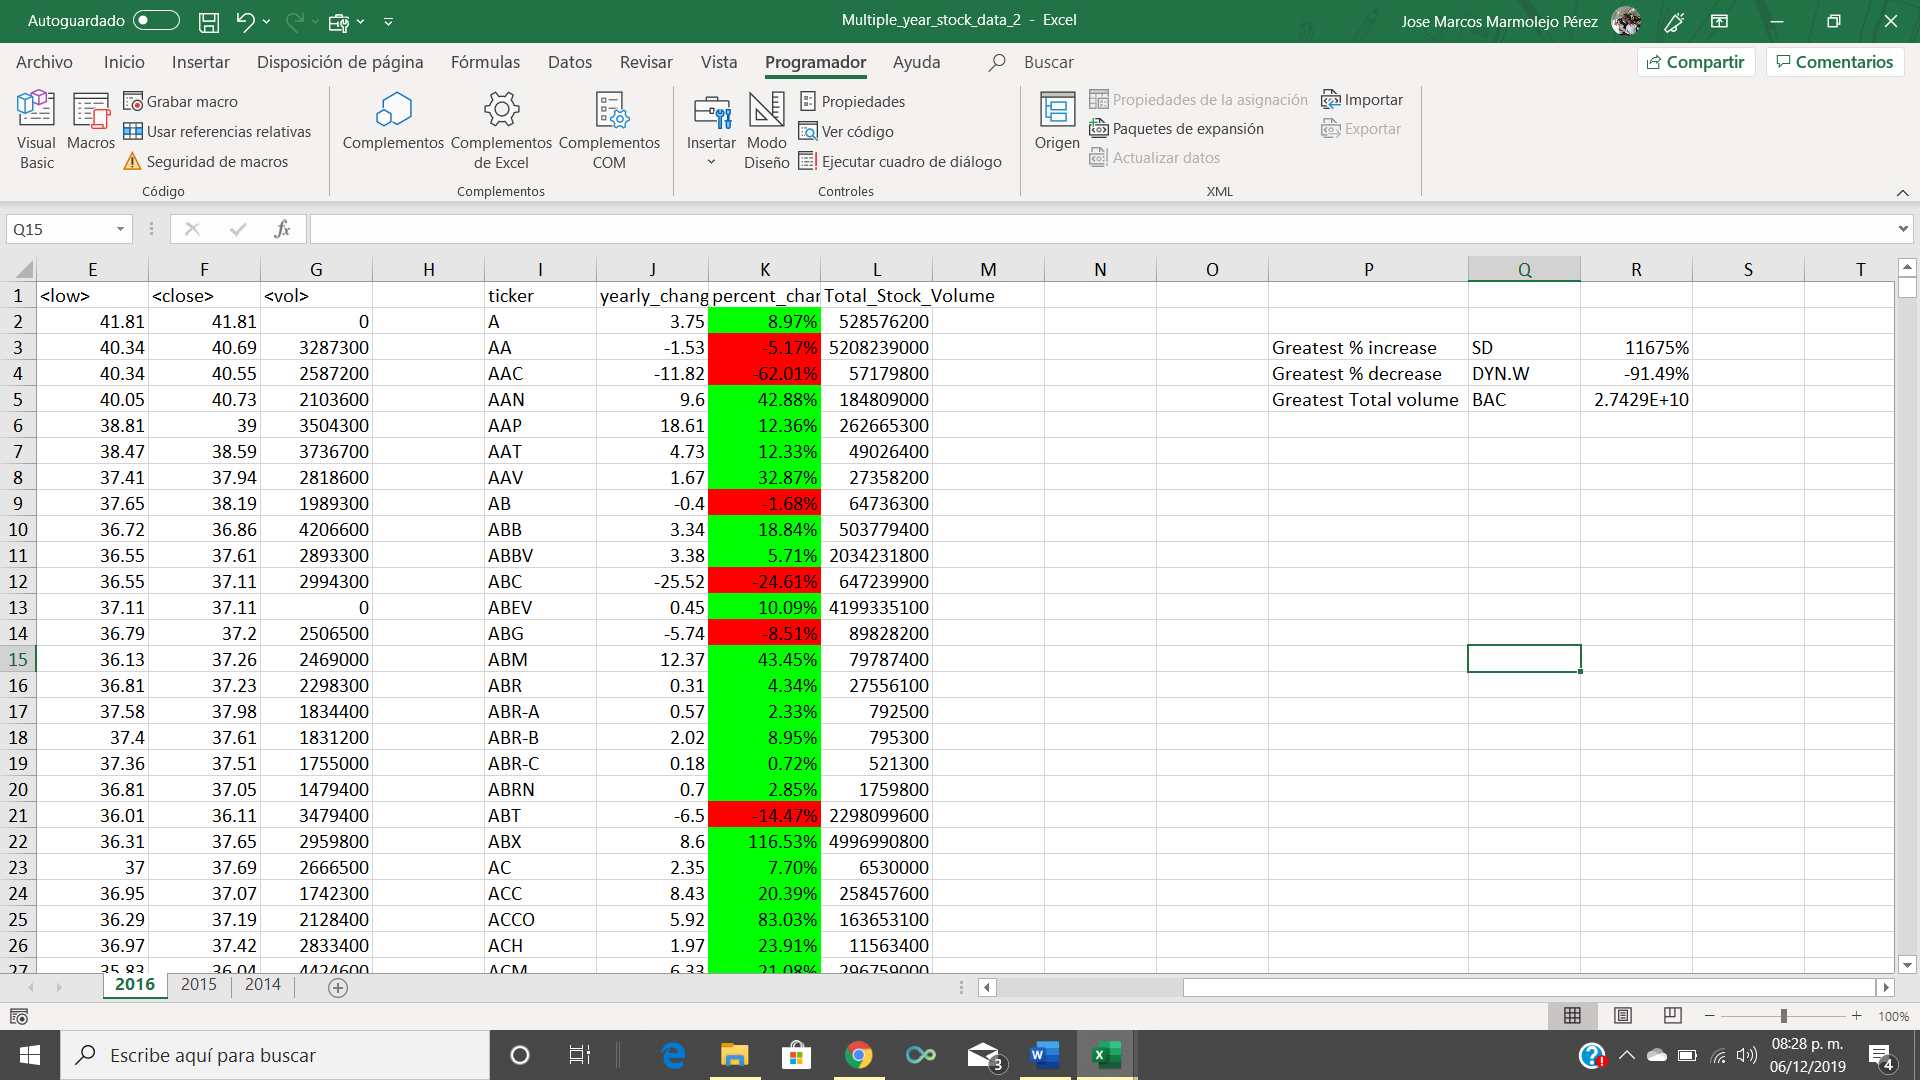 Autoguardado
Multiple_year_stock_data_2 - Excel
Jose Marcos Marmolejo Pérez
Archivo Inicio Insertar Disposición de página Fórmulas Datos Revisar Vista Programador Ayuda Buscar Compartir Comentarios
Visual Basic
Macros
Grabar macro
Usar referencias relativas
Seguridad de macros
Código
Complementos
Complementos de Excel
Complementos COM
Complementos
Insertar
Modo Diseño
Propiedades
Ver código
Ejecutar cuadro de diálogo
Controles
Origen
Propiedades de la asignación
Paquetes de expansión
Actualizar datos
Importar
Exportar
XML
Q15
fx
E F G H I J K L M N O P Q R S T
1 <low> <close> <vol> ticker yearly_chang percent_char Total_Stock_Volume
2 41.81 41.81 0 A 3.75 8.97% 528576200
3 40.34 40.69 3287300 AA -1.53 -5.17% 5208239000 Greatest % increase SD 11675%
4 40.34 40.55 2587200 AAC -11.82 -62.01% 57179800 Greatest % decrease DYN.W -91.49%
5 40.05 40.73 2103600 AAN 9.6 42.88% 184809000 Greatest Total volume BAC 2.7429E+10
6 38.81 39 3504300 AAP 18.61 12.36% 262665300
7 38.47 38.59 3736700 AAT 4.73 12.33% 49026400
8 37.41 37.94 2818600 AAV 1.67 32.87% 27358200
9 37.65 38.19 1989300 AB -0.4 -1.68% 64736300
10 36.72 36.86 4206600 ABB 3.34 18.84% 503779400
11 36.55 37.61 2893300 ABBV 3.38 5.71% 2034231800
12 36.55 37.11 2994300 ABC -25.52 -24.61% 647239900
13 37.11 37.11 0 ABEV 0.45 10.09% 4199335100
14 36.79 37.2 2506500 ABG -5.74 -8.51% 89828200
15 36.13 37.26 2469000 ABM 12.37 43.45% 79787400
16 36.81 37.23 2298300 ABR 0.31 4.34% 27556100
17 37.58 37.98 1834400 ABR-A 0.57 2.33% 792500
18 37.4 37.61 1831200 ABR-B 2.02 8.95% 795300
19 37.36 37.51 1755000 ABR-C 0.18 0.72% 521300
20 36.81 37.05 1479400 ABRN 0.7 2.85% 1759800
21 36.01 36.11 3479400 ABT -6.5 -14.47% 2298099600
22 36.31 37.65 2959800 ABX 8.6 116.53% 4996990800
23 37 37.69 2666500 AC 2.35 7.70% 6530000
24 36.95 37.07 1742300 ACC 8.43 20.39% 258457600
25 36.29 37.19 2128400 ACCO 5.92 83.03% 163653100
26 36.97 37.42 2833400 ACH 1.97 23.91% 11563400
27 35.83 36.04 4424600 ACM 6.33 21.08% 296759000
2016 2015 2014
100%
Escribe aquí para buscar
3
08:28 p. m.
06/12/2019
4